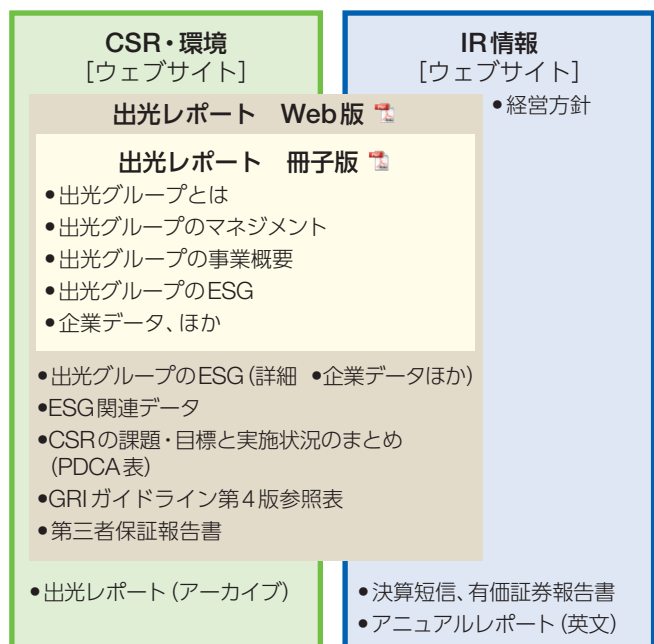 CSR・環境
[ウェブサイト]
IR情報
[ウェブサイト]
●経営方針
出光レポート　Web版
出光レポート　冊子版
●出光グループとは
●出光グループのマネジメント
●出光グループの事業概要
●出光グループのESG
●企業データ、ほか
●出光グループのESG（詳細　●企業データほか）
●ESG関連データ
●CSRの課題・目標と実施状況のまとめ
（PDCA表）
●GRIガイドライン第4版参照表
●第三者保証報告書
●出光レポート（アーカイブ）
●決算短信、有価証券報告書
●アニュアルレポート（英文）